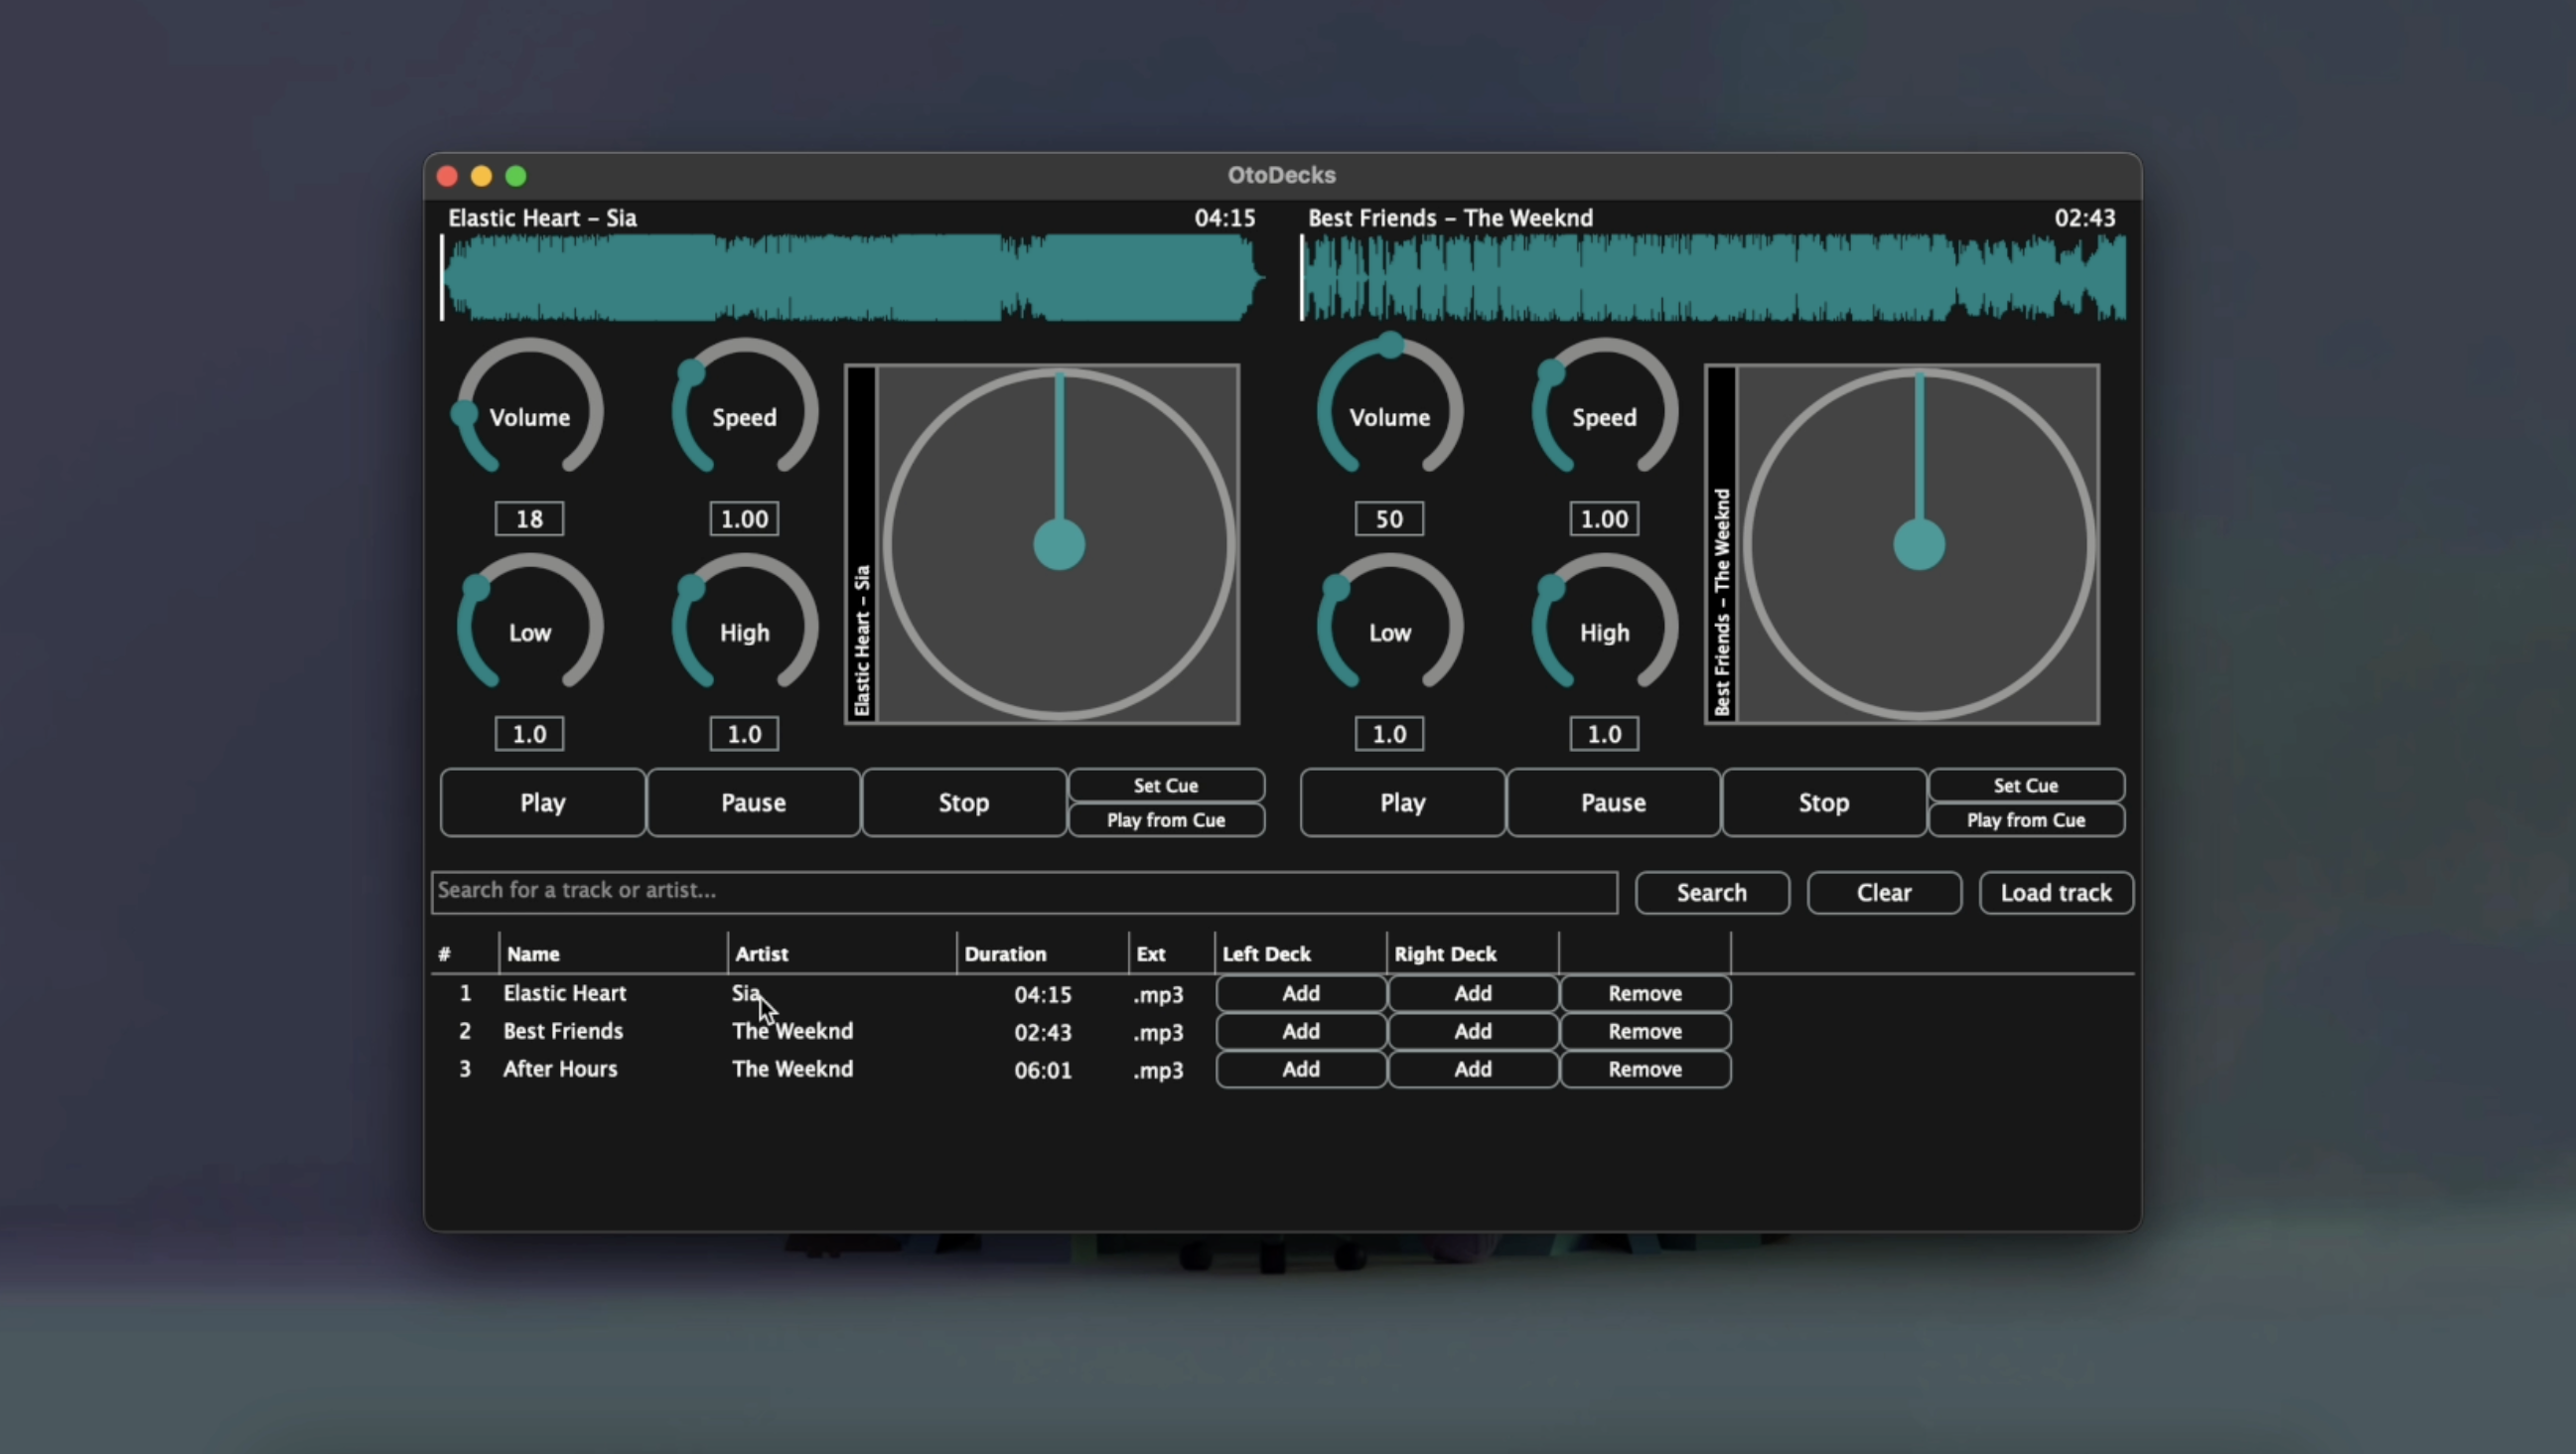 OtoDecks
Elastic Heart – Sia 04:15
Best Friends – The Weeknd 02:43
Volume Speed
18 1.00
Low High
1.0 1.0
Elastic Heart – Sia
Volume Speed
50 1.00
Low High
1.0 1.0
Best Friends – The Weeknd
Play Pause Stop Set Cue
Play from Cue
Play Pause Stop Set Cue
Play from Cue
Search for a track or artist... Search Clear Load track
# Name Artist Duration Ext Left Deck Right Deck
1 Elastic Heart Sia 04:15 .mp3 Add Add Remove
2 Best Friends The Weeknd 02:43 .mp3 Add Add Remove
3 After Hours The Weeknd 06:01 .mp3 Add Add Remove